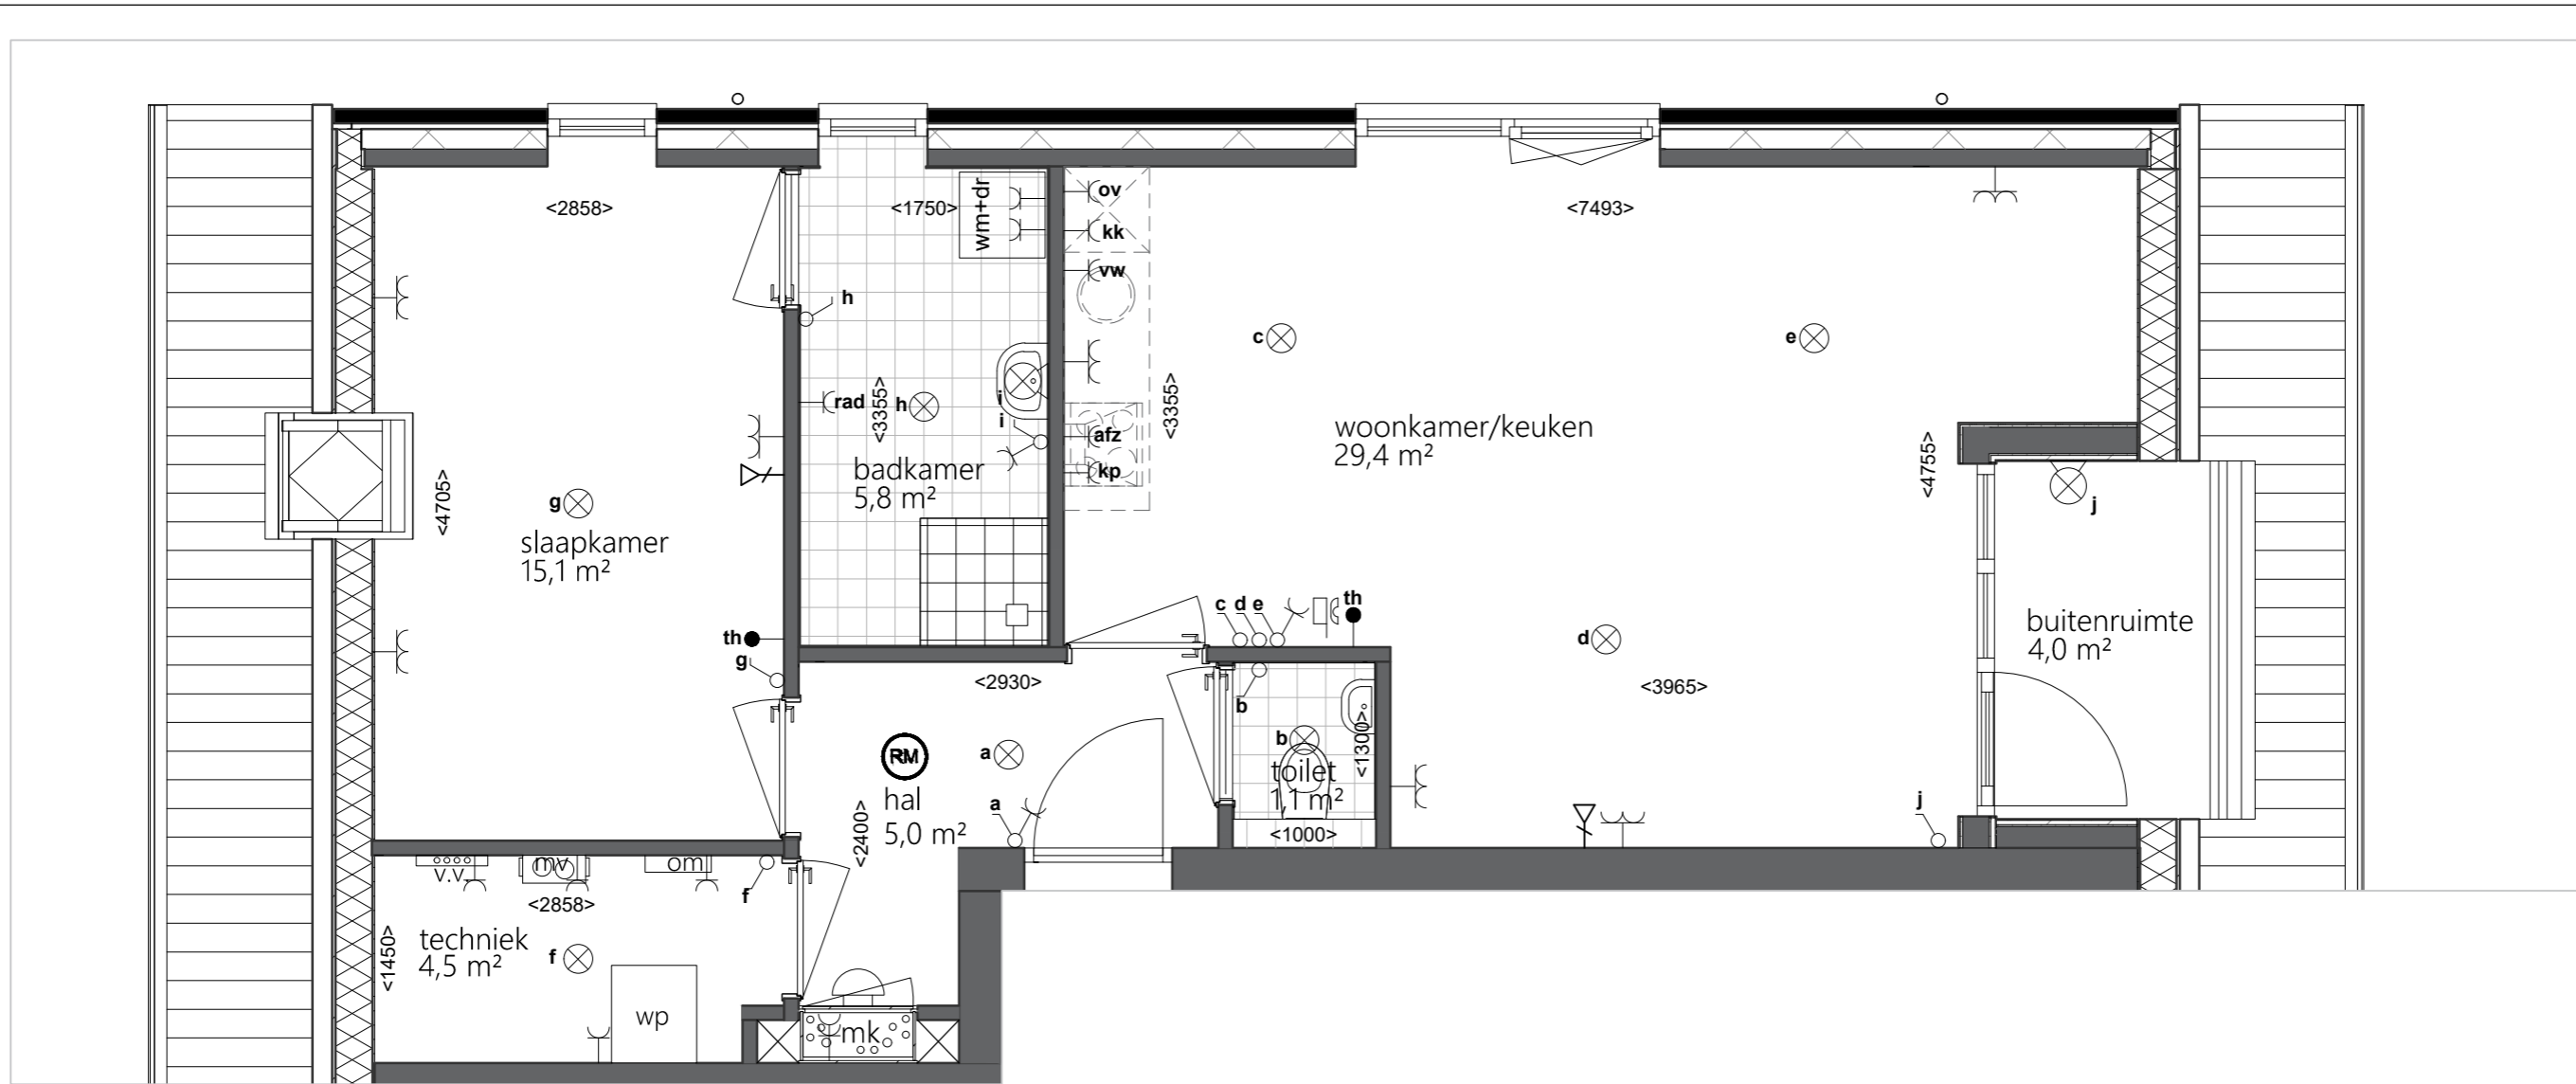 <2858>
<1750>
wm+dr
ov
kk
vw
<7493>
h
c
e
rad
h
<3355>
i
i
afz
kp
<3355>
badkamer
5,8 m²
woonkamer/keuken
29,4 m²
<4755>
j
<4705>
g
slaapkamer
15,1 m²
th
g
c d e
th
d
buitenruimte
4,0 m²
<2930>
<3965>
b
b
<1300>
toilet
1,1 m²
<1000>
RM
a
a
hal
5,0 m²
<2400>
j
v.v.
mv
om
f
<2858>
techniek
4,5 m²
<1450>
f
wp
mk